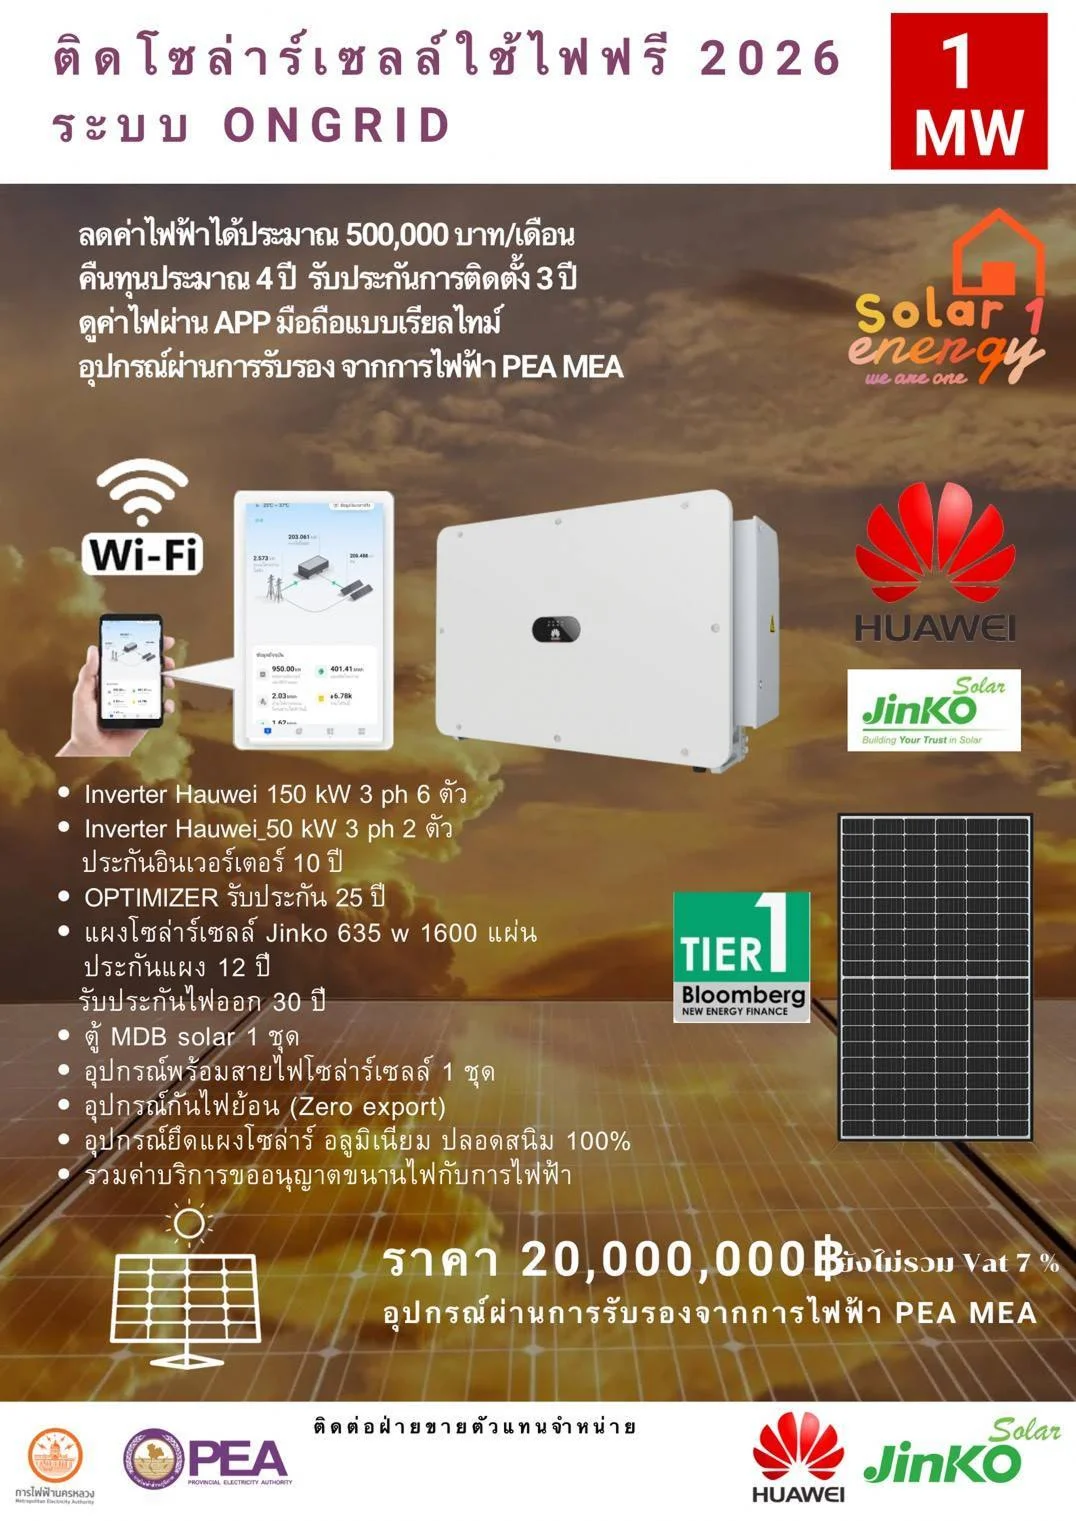 ติดโซล่าร์เซลล์ใช้ไฟฟรี 2026
ระบบ ONGRID
1
MW
ลดค่าไฟฟ้าได้ประมาณ 500,000 บาท/เดือน
คืนทุนประมาณ 4 ปี รับประกันการติดตั้ง 3 ปี
ดูค่าไฟผ่าน APP มือถือแบบเรียลไทม์
อุปกรณ์ผ่านการรับรอง จากการไฟฟ้า PEA MEA
Solar 1
energy
we are one
Wi-Fi
203.061
2.573
950.00
401.41
2.03
฿6.78k
1.62
HUAWEI
JinKO Solar
Building Your Trust in Solar
Inverter Hauwei 150 kW 3 ph 6 ตัว
Inverter Hauwei_50 kW 3 ph 2 ตัว
ประกันอินเวอร์เตอร์ 10 ปี
OPTIMIZER รับประกัน 25 ปี
แผงโซล่าร์เซลล์ Jinko 635 w 1600 แผ่น
ประกันแผง 12 ปี
รับประกันไฟออก 30 ปี
ตู้ MDB solar 1 ชุด
อุปกรณ์พร้อมสายไฟโซล่าร์เซลล์ 1 ชุด
อุปกรณ์กันไฟย้อน (Zero export)
อุปกรณ์ยึดแผงโซล่าร์ อลูมิเนียม ปลอดสนิม 100%
รวมค่าบริการขออนุญาตขนานไฟกับการไฟฟ้า
TIER 1
Bloomberg
NEW ENERGY FINANCE
ราคา 20,000,000฿ ยังไม่รวม Vat 7 %
อุปกรณ์ผ่านการรับรองจากการไฟฟ้า PEA MEA
ติดต่อฝ่ายขายตัวแทนจำหน่าย
การไฟฟ้านครหลวง
Metropolitan Electricity Authority
PEA
PROVINCIAL ELECTRICITY AUTHORITY
HUAWEI
JinKO Solar